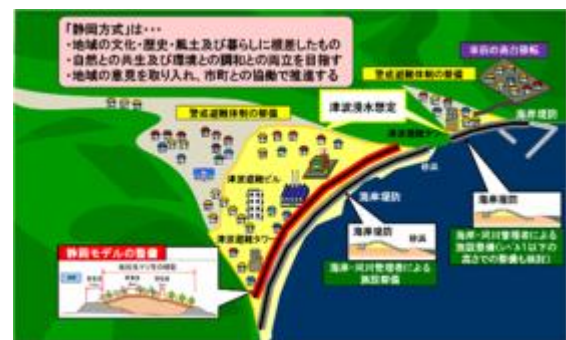 「静岡方式」は・・・
・地域の文化・歴史・風土及び暮らしに根差したもの
・自然との共生及び環境との調和との両立を目指す
・地域の意見を取り入れ、市町との協働で推進する
事前の高台移転
警戒避難体制の整備
警戒避難体制の整備
津波浸水想定
海岸堤防
津波避難タワー
津波避難ビル
砂浜
海岸堤防
津波避難タワー
海岸堤防
海岸・河川管理者による
施設整備(レベル1以下の
高さでの整備も検討)
静岡モデルの整備
海岸堤防
砂浜
海岸・河川管理者による
施設整備